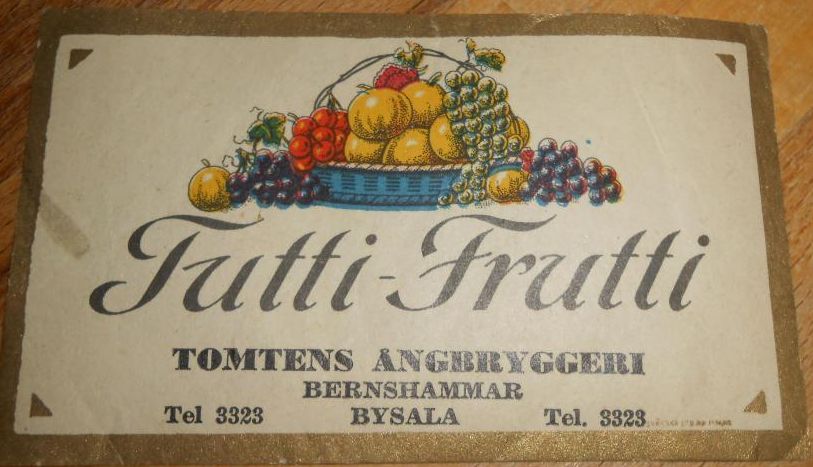 Tutti-Frutti
TOMTENS ÅNGBRYGGERI
BERNSHAMMAR
Tel 3323 BYSALA Tel. 3323